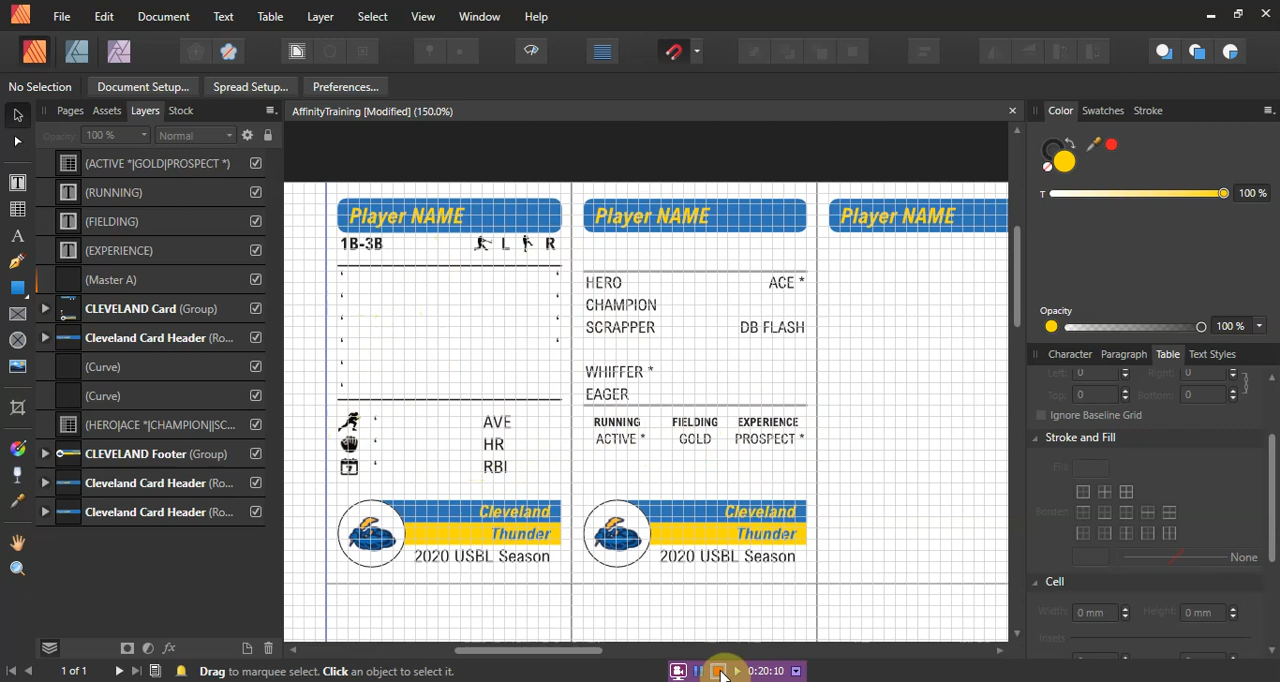 File Edit Document Text Table Layer Select View Window Help
No Selection Document Setup... Spread Setup... Preferences...
Pages Assets Layers Stock
AffinityTraining [Modified] (150.0%)
Color Swatches Stroke
Opacity: 100 % Normal
(ACTIVE *|GOLD|PROSPECT *)
(RUNNING)
(FIELDING)
(EXPERIENCE)
(Master A)
CLEVELAND Card (Group)
Cleveland Card Header (Ro...
(Curve)
(Curve)
(HERO|ACE *|CHAMPION||SC...
CLEVELAND Footer (Group)
Cleveland Card Header (Ro...
Cleveland Card Header (Ro...
Player NAME
1B-3B L R
AVE
HR
RBI
Cleveland
Thunder
2020 USBL Season
Player NAME
HERO ACE *
CHAMPION
SCRAPPER DB FLASH
WHIFFER *
EAGER
RUNNING FIELDING EXPERIENCE
ACTIVE * GOLD PROSPECT *
Cleveland
Thunder
2020 USBL Season
Player NAME
T 100 %
Opacity
100 %
Character Paragraph Table Text Styles
Left: 0 Right: 0
Top: 0 Bottom: 0
Ignore Baseline Grid
Stroke and Fill
Fill:
Border:
None
Cell
Width: 0 mm Height: 0 mm
Insets
1 of 1 Drag to marquee select. Click an object to select it.
0:20:10